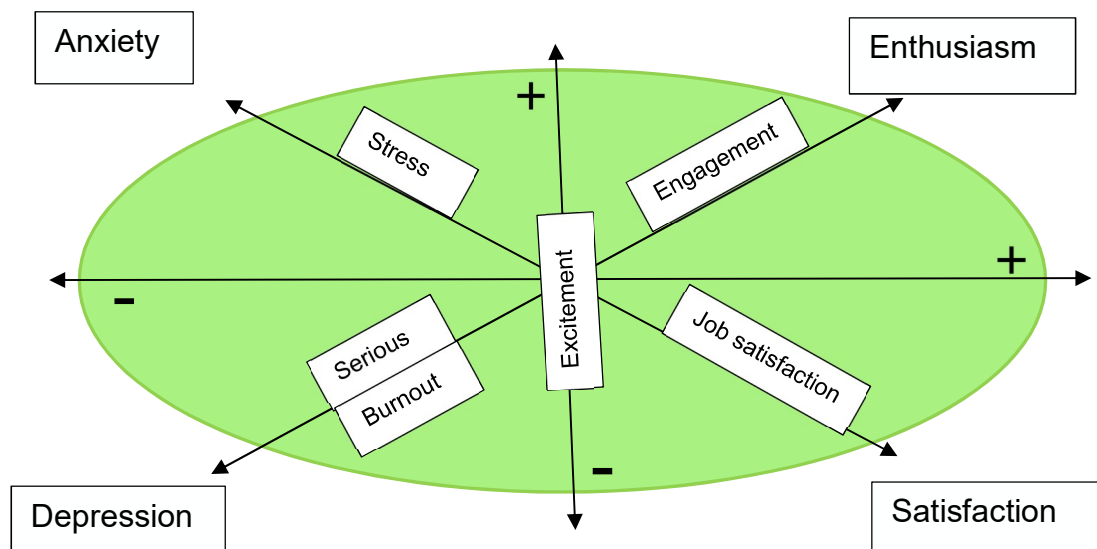 Anxiety
Enthusiasm
+
Stress
Engagement
+
-
Excitement
Serious
Burnout
Job satisfaction
-
Depression
Satisfaction